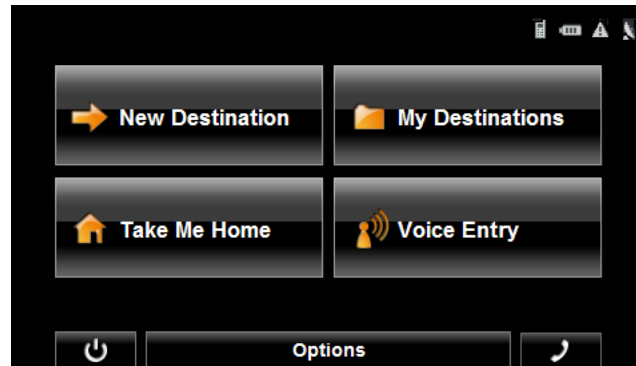 New Destination
My Destinations
Take Me Home
Voice Entry
Options